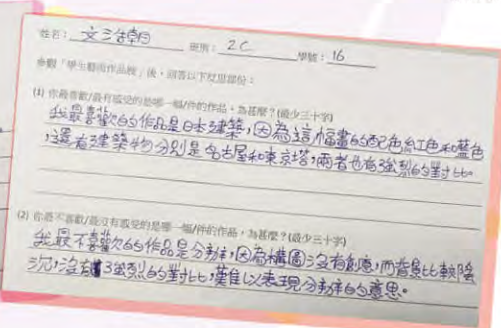 姓名：文浩朗 班別：2C 學號：16
參觀「學生藝術作品展」後，回答以下反思部份：
(1) 你最喜歡/最有感受的是哪一幅/件的作品，為甚麼？(最少三十字)
我最喜歡的作品是日本建築，因為這幅畫的配色紅色和藍色
，還有建築物分別是名古屋和東京塔，兩者也有強烈的對比。
(2) 你最不喜歡/最沒有感受的是哪一幅/件的作品，為甚麼？(最少三十字)
我最不喜歡的作品是分離，因為構圖沒有創意，而背景比較陰
沉，沒有強烈的對比，難以表現分離的意思。